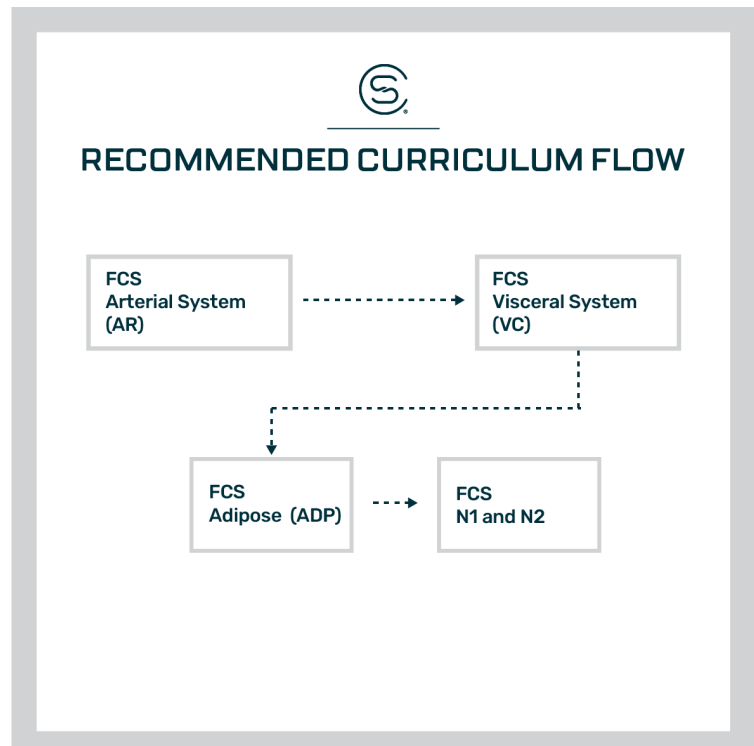 RECOMMENDED CURRICULUM FLOW
FCS
Arterial System
(AR)
FCS
Visceral System
(VC)
FCS
Adipose (ADP)
FCS
N1 and N2